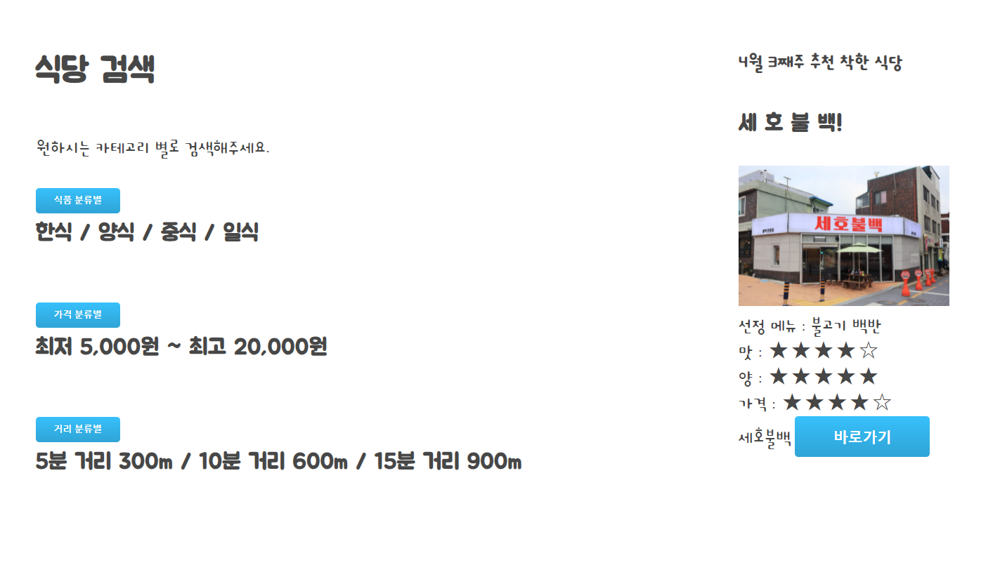 식당 검색
원하시는 카테고리 별로 검색해주세요.
식품 분류별
한식 / 양식 / 중식 / 일식
가격 분류별
최저 5,000원 ~ 최고 20,000원
거리 분류별
5분 거리 300m / 10분 거리 600m / 15분 거리 900m
4월 3째주 추천 착한 식당
세 호 불 백!
세호불백
선정 메뉴 : 불고기 백반
맛 : ★★★★☆
양 : ★★★★★
가격 : ★★★★☆
세호불백 바로가기